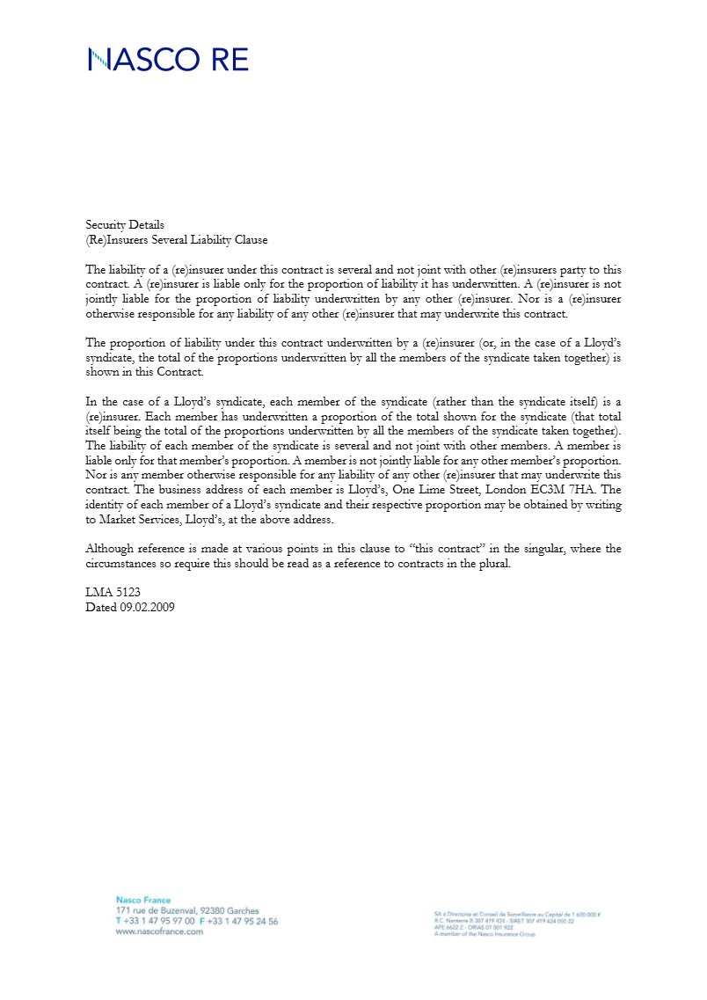 NASCO RE
Security Details
(Re)Insurers Several Liability Clause
The liability of a (re)insurer under this contract is several and not joint with other (re)insurers party to this
contract. A (re)insurer is liable only for the proportion of liability it has underwritten. A (re)insurer is not
jointly liable for the proportion of liability underwritten by any other (re)insurer. Nor is a (re)insurer
otherwise responsible for any liability of any other (re)insurer that may underwrite this contract.
The proportion of liability under this contract underwritten by a (re)insurer (or, in the case of a Lloyd’s
syndicate, the total of the proportions underwritten by all the members of the syndicate taken together) is
shown in this Contract.
In the case of a Lloyd’s syndicate, each member of the syndicate (rather than the syndicate itself) is a
(re)insurer. Each member has underwritten a proportion of the total shown for the syndicate (that total
itself being the total of the proportions underwritten by all the members of the syndicate taken together).
The liability of each member of the syndicate is several and not joint with other members. A member is
liable only for that member’s proportion. A member is not jointly liable for any other member’s proportion.
Nor is any member otherwise responsible for any liability of any other (re)insurer that may underwrite this
contract. The business address of each member is Lloyd’s, One Lime Street, London EC3M 7HA. The
identity of each member of a Lloyd’s syndicate and their respective proportion may be obtained by writing
to Market Services, Lloyd’s, at the above address.
Although reference is made at various points in this clause to “this contract” in the singular, where the
circumstances so require this should be read as a reference to contracts in the plural.
LMA 5123
Dated 09.02.2009
Nasco France
171 rue de Buzenval, 92380 Garches
T +33 1 47 95 97 00 F +33 1 47 95 24 56
www.nascofrance.com
SA à Directoire et Conseil de Surveillance au Capital de 1 600 000 €
R.C. Nanterre B 307 419 424 - SIRET 307 419 424 000 22
APE 6622 Z - ORIAS 07 001 922
A member of the Nasco Insurance Group